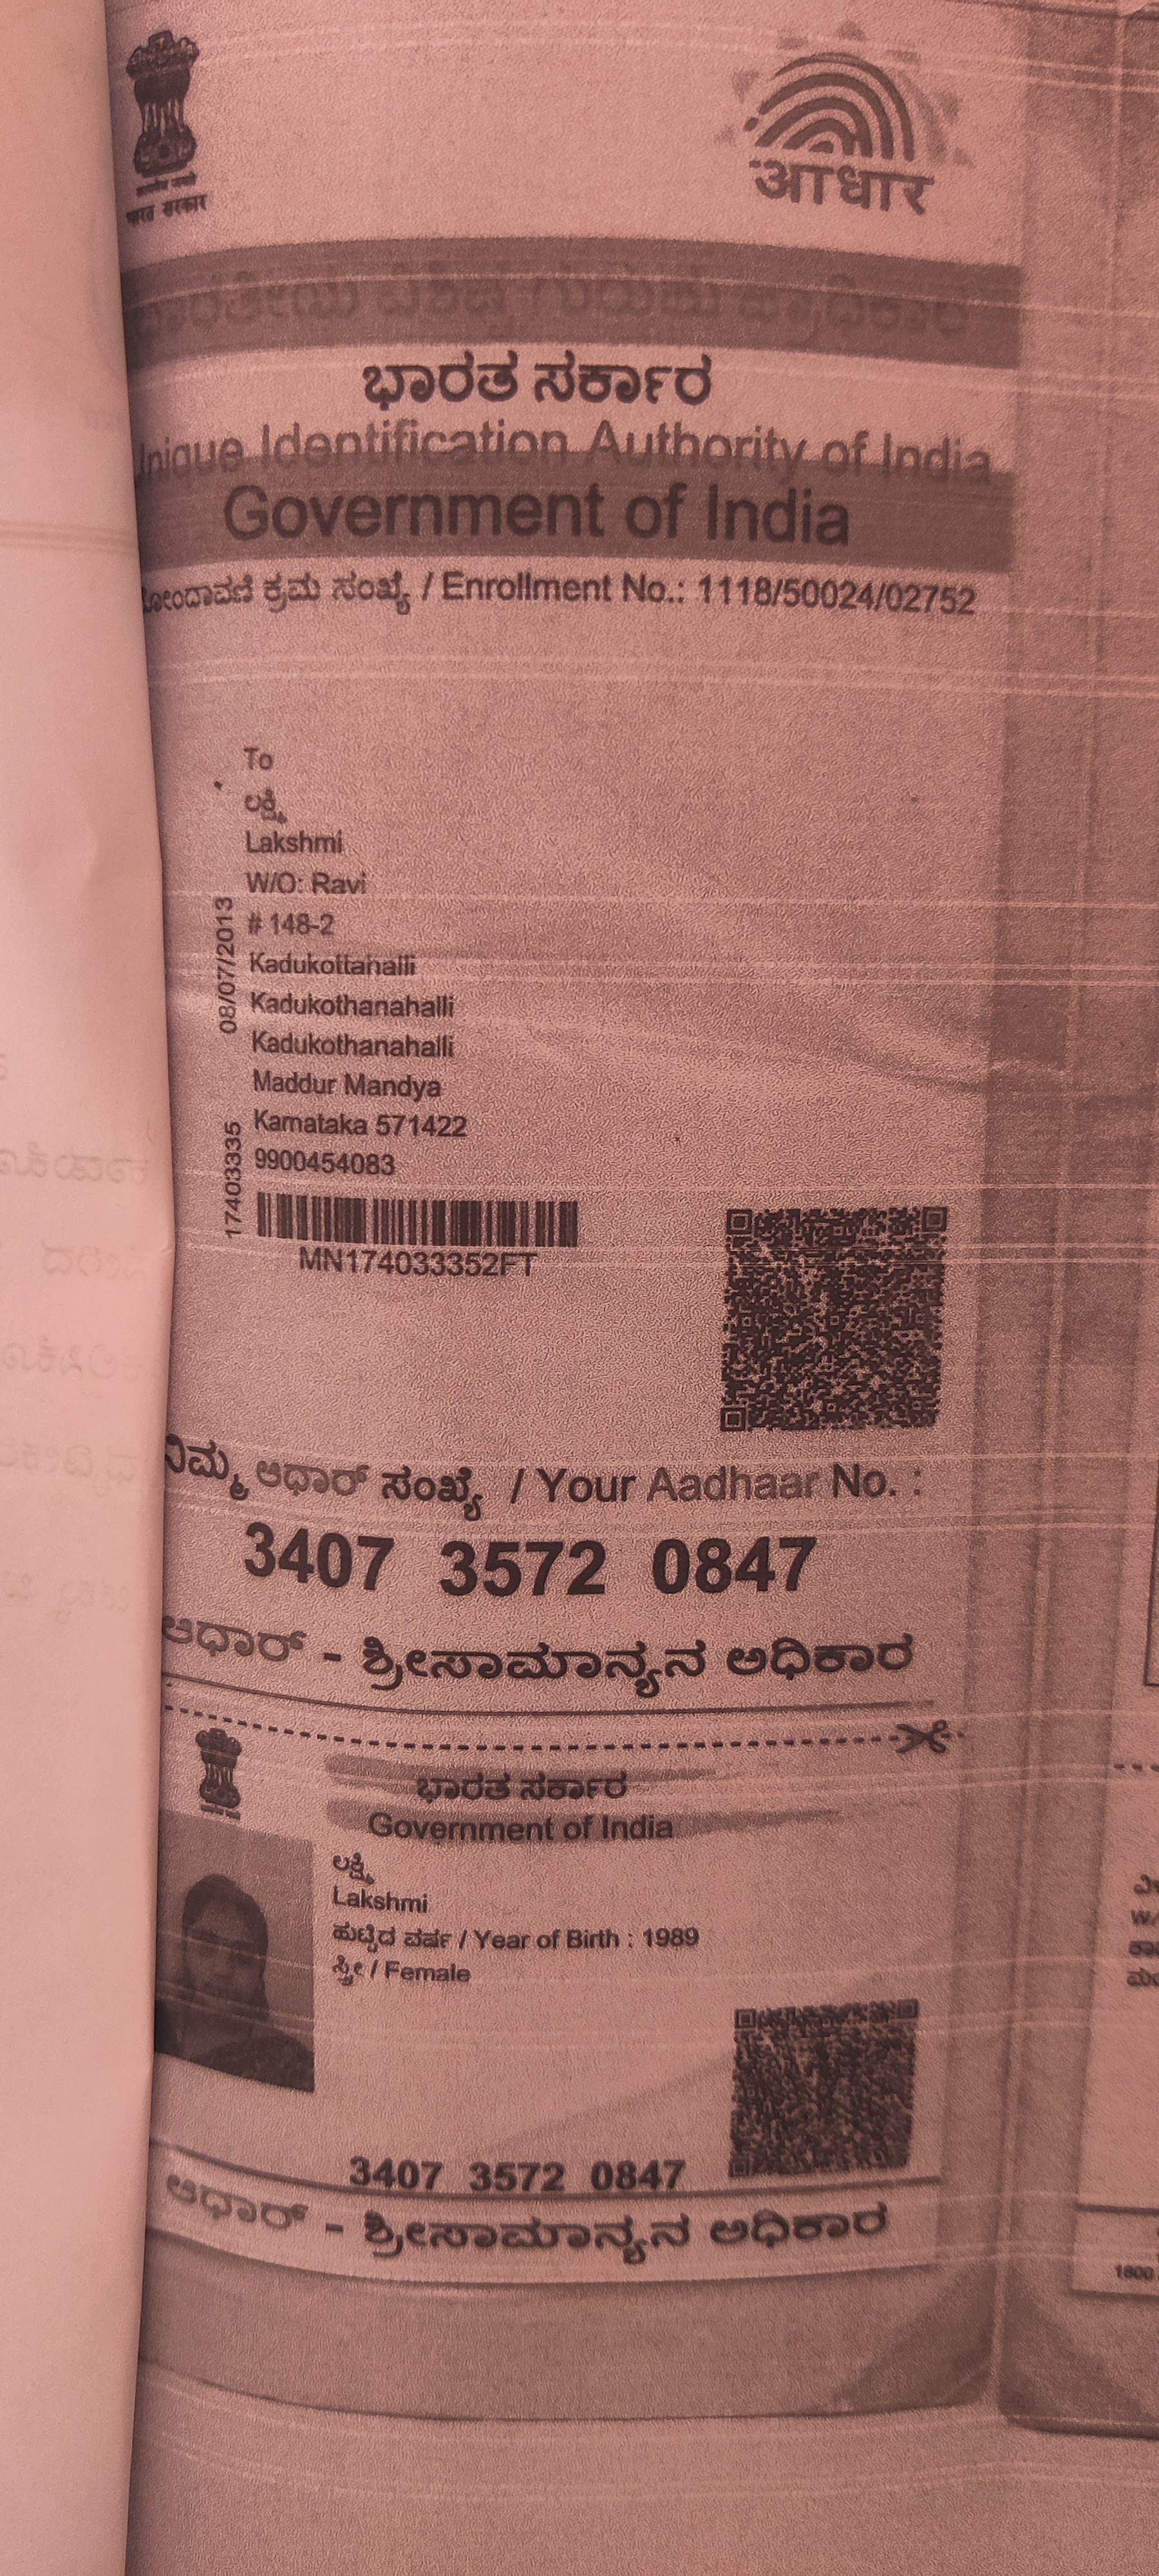 भारत सरकार
आधार
ಭಾರತೀಯ ವಿಶಿಷ್ಟ ಗುರುತು ಪ್ರಾಧಿಕಾರ
ಭಾರತ ಸರ್ಕಾರ
Unique Identification Authority of India
Government of India
ನೋಂದಾವಣಿ ಕ್ರಮ ಸಂಖ್ಯೆ / Enrollment No.: 1118/50024/02752
To
ಲಕ್ಷ್ಮಿ
Lakshmi
W/O: Ravi
# 148-2
Kadukottahalli
Kadukothanahalli
Kadukothanahalli
Maddur Mandya
Karnataka 571422
9900454083
08/07/2013
17403335
MN174033352FT
ನಿಮ್ಮ ಆಧಾರ್ ಸಂಖ್ಯೆ / Your Aadhaar No. :
3407 3572 0847
ಆಧಾರ್ - ಶ್ರೀಸಾಮಾನ್ಯನ ಅಧಿಕಾರ
ಭಾರತ ಸರ್ಕಾರ
Government of India
ಲಕ್ಷ್ಮಿ
Lakshmi
ಹುಟ್ಟಿದ ವರ್ಷ / Year of Birth : 1989
ಸ್ತ್ರೀ / Female
3407 3572 0847
ಆಧಾರ್ - ಶ್ರೀಸಾಮಾನ್ಯನ ಅಧಿಕಾರ
1800